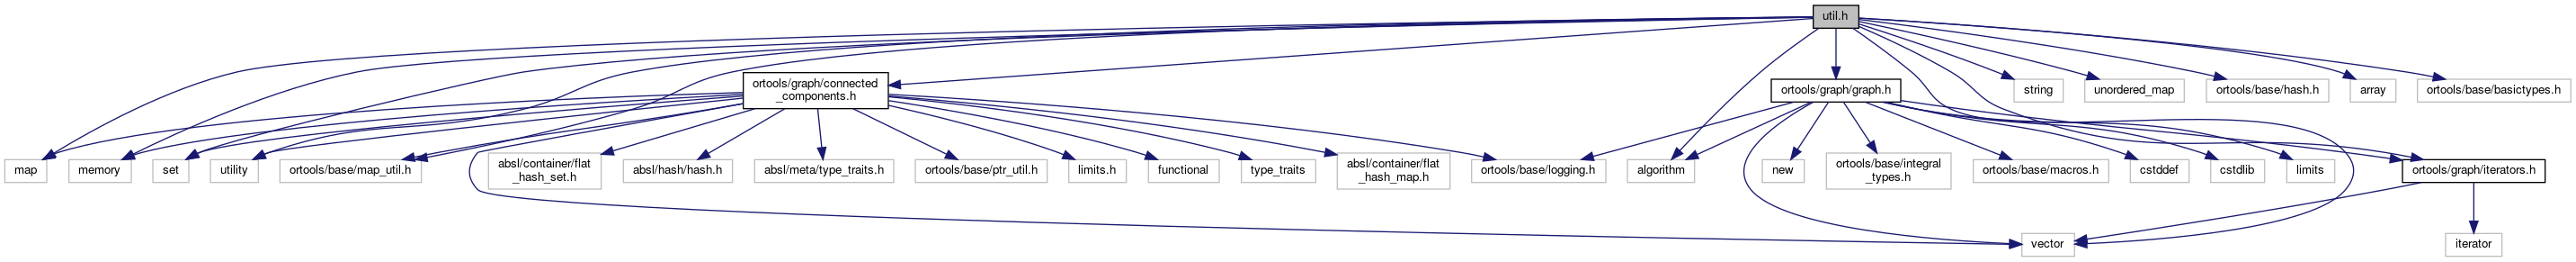 util.h
ortools/graph/connected
_components.h
ortools/graph/graph.h
string
unordered_map
ortools/base/hash.h
array
ortools/base/basictypes.h
map
memory
set
utility
ortools/base/map_util.h
absl/container/flat
_hash_set.h
absl/hash/hash.h
absl/meta/type_traits.h
ortools/base/ptr_util.h
limits.h
functional
type_traits
absl/container/flat
_hash_map.h
ortools/base/logging.h
algorithm
new
ortools/base/integral
_types.h
ortools/base/macros.h
cstddef
cstdlib
limits
ortools/graph/iterators.h
vector
iterator